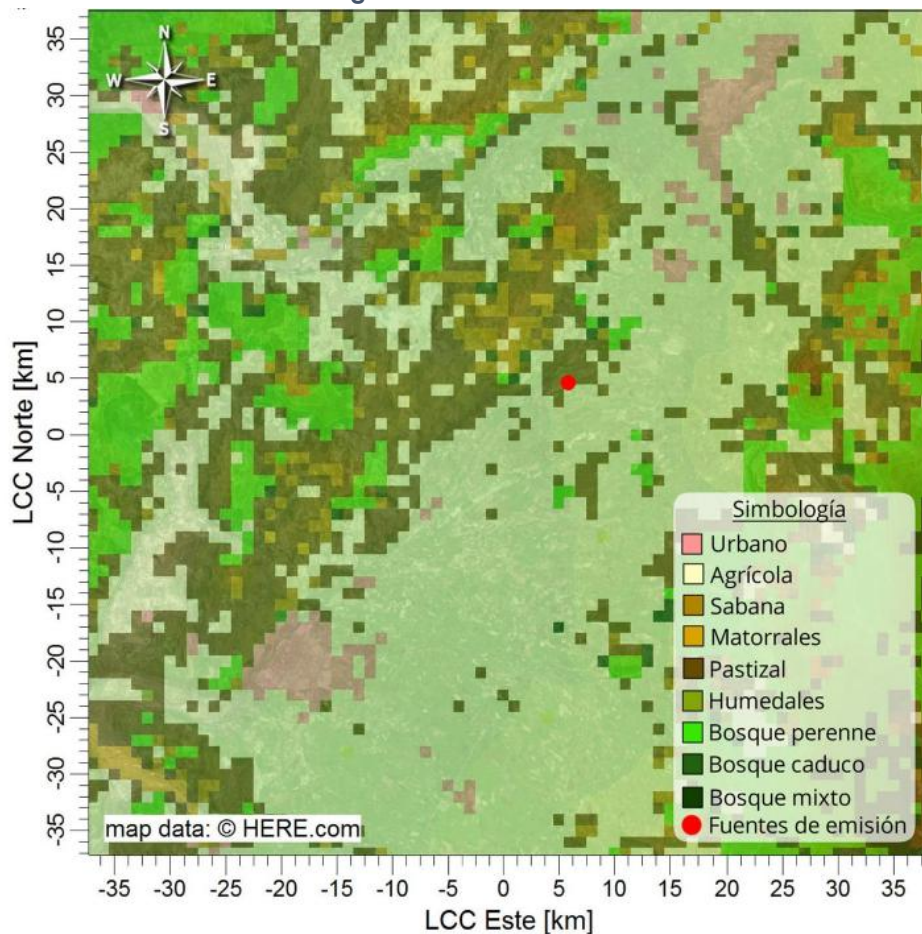 N
W E
S
35
30
25
20
15
10
5
0
-5
-10
-15
-20
-25
-30
-35
LCC Norte [km]
Simbología
Urbano
Agrícola
Sabana
Matorrales
Pastizal
Humedales
Bosque perenne
Bosque caduco
Bosque mixto
Fuentes de emisión
map data: © HERE.com
-35 -30 -25 -20 -15 -10 -5 0 5 10 15 20 25 30 35
LCC Este [km]